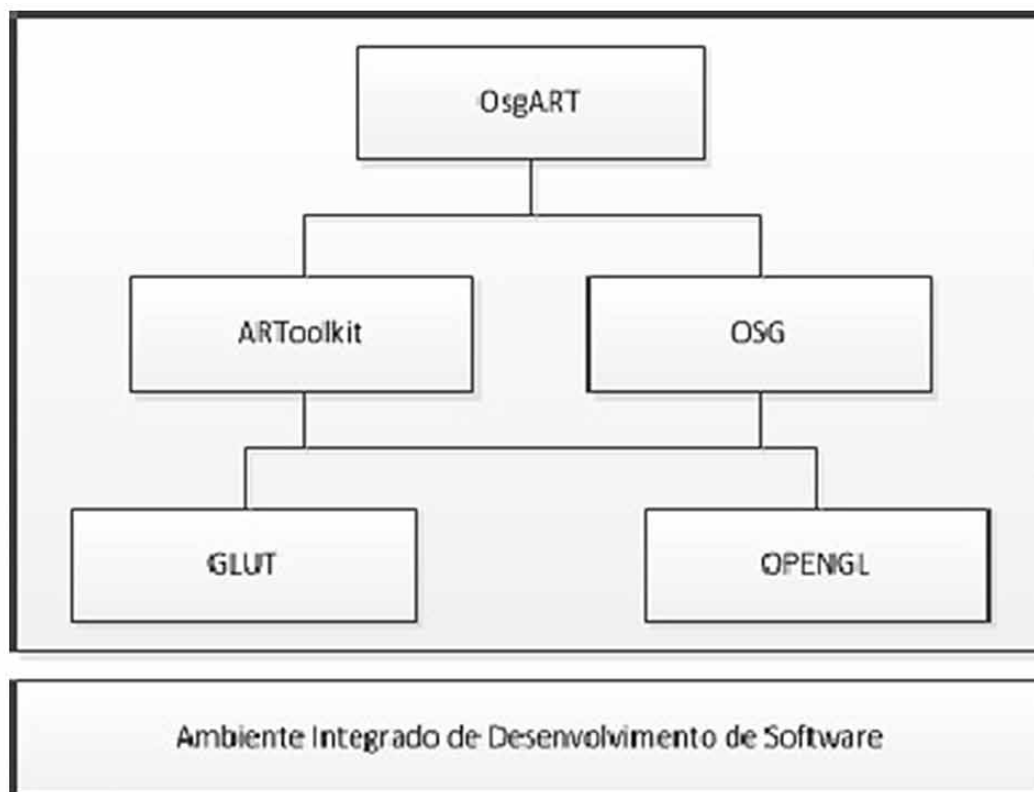 OsgART
ARToolkit
OSG
GLUT
OPENGL
Ambiente Integrado de Desenvolvimento de Software